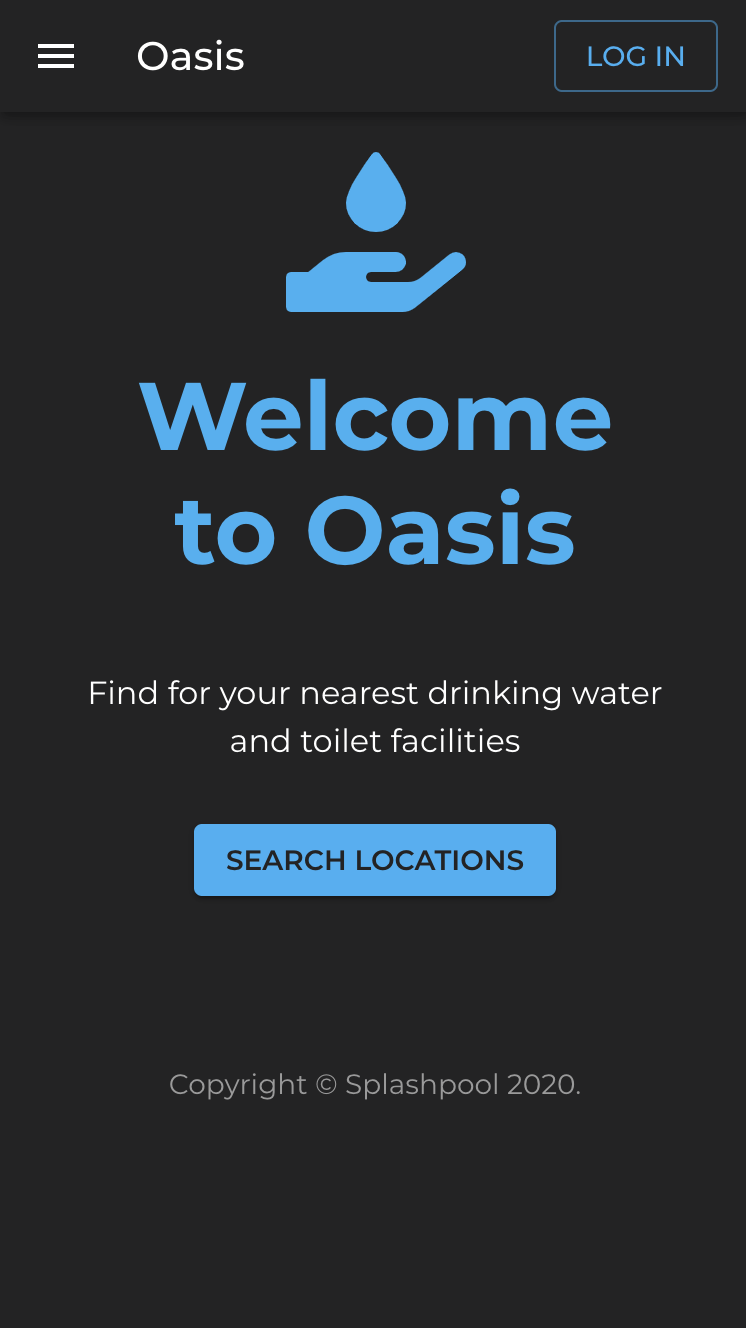 Oasis
LOG IN
Welcome
to Oasis
Find for your nearest drinking water
and toilet facilities
SEARCH LOCATIONS
Copyright © Splashpool 2020.